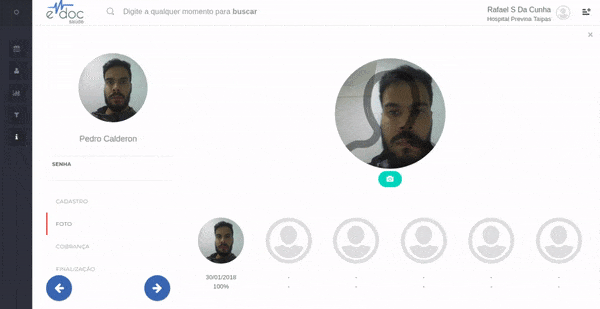 e doc
saúde
Digite a qualquer momento para buscar
Rafael S Da Cunha
Hospital Previna Taipas
Pedro Calderon
SENHA
CADASTRO
FOTO
COBRANÇA
FINALIZAÇÃO
30/01/2018
100%
- - - - -
- - - - -